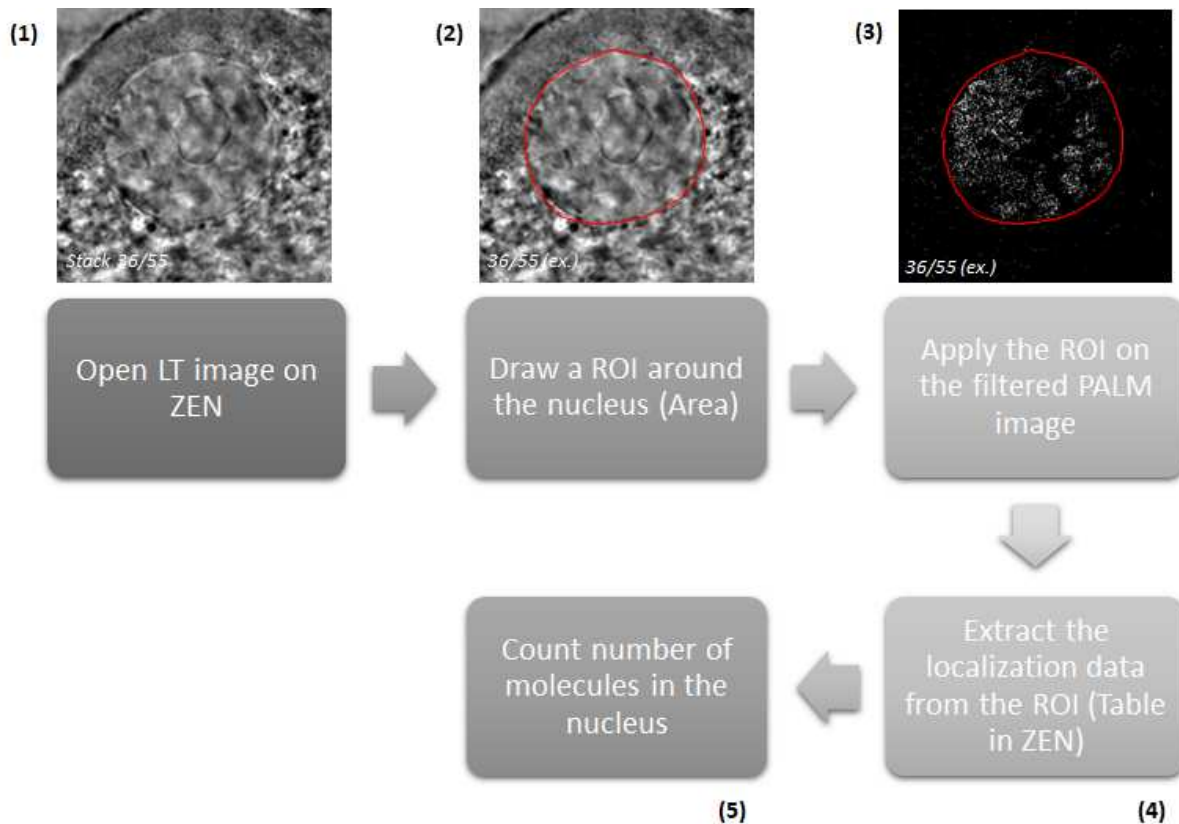 (1)
Stack 36/55
Open LT image on
ZEN
(2)
36/55 (ex.)
Draw a ROI around
the nucleus (Area)
(3)
36/55 (ex.)
Apply the ROI on
the filtered PALM
image
Extract the
localization data
from the ROI (Table
in ZEN)
(4)
Count number of
molecules in the
nucleus
(5)